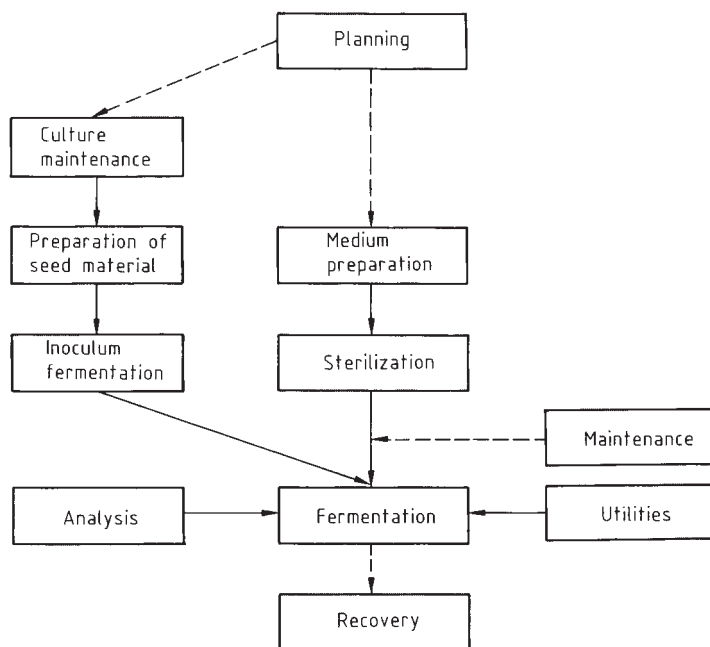 Planning
Culture
maintenance
Preparation of
seed material
Medium
preparation
Inoculum
fermentation
Sterilization
Maintenance
Analysis
Fermentation
Utilities
Recovery